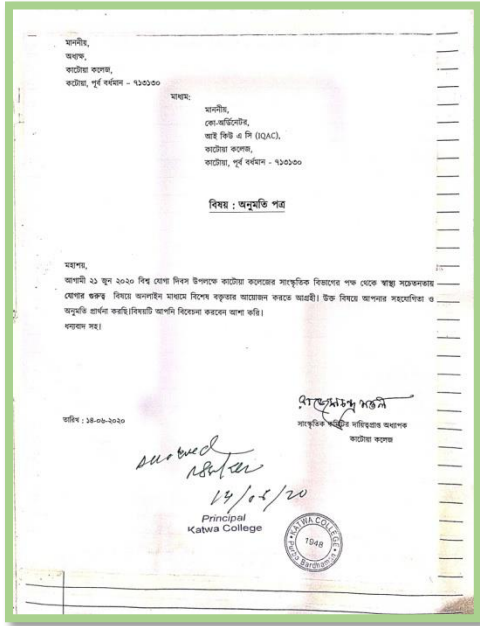 মাননীয়,
অধ্যক্ষ,
কাটোয়া কলেজ,
কটোয়া, পূর্ব বর্ধমান – ৭১৩১৩০
মাধ্যম:
মাননীয়,
কো-অর্ডিনেটর,
আই কিউ এ সি (IQAC),
কাটোয়া কলেজ,
কাটোয়া, পূর্ব বর্ধমান – ৭১৩১৩০
বিষয় : অনুমতি পত্র
মহাশয়,
আগামী ২১ জুন ২০২০ বিশ্ব যোগা দিবস উপলক্ষে কাটোয়া কলেজের সাংস্কৃতিক বিভাগের পক্ষ থেকে স্বাস্থ্য সচেতনতায়
যোগার গুরুত্ব বিষয়ে অনলাইন মাধ্যমে বিশেষ বক্তৃতার আয়োজন করতে আগ্রহী। উক্ত বিষয়ে আপনার সহযোগিতা ও
অনুমতি প্রার্থনা করছি।বিষয়টি আপনি বিবেচনা করবেন আশা করি।
ধন্যবাদ সহ।
তারিখ : ১৪-০৬-২০২০
সাংস্কৃতিক কমিটির দায়িত্বপ্রাপ্ত অধ্যাপক
কাটোয়া কলেজ
14/06/20
Principal
Katwa College
KATWA COLLEGE
1948
Purba Bardhaman